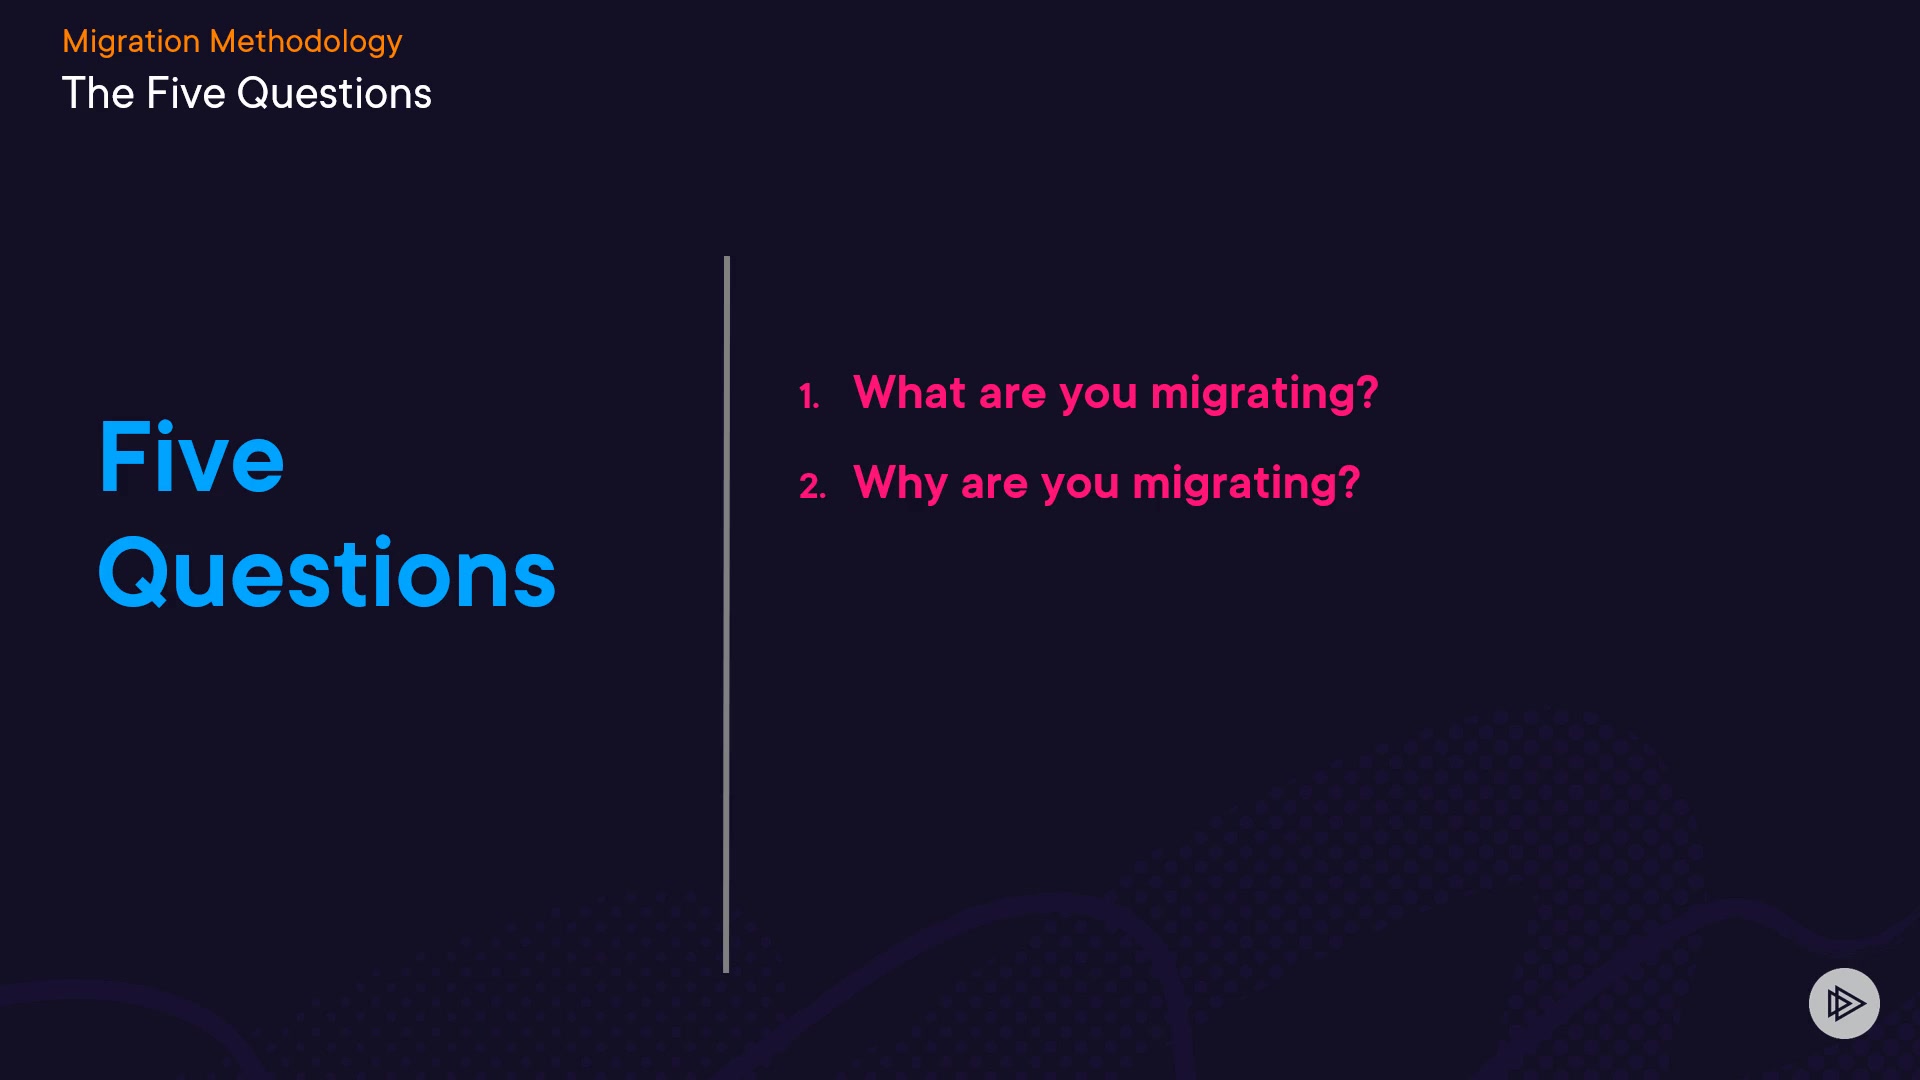 Migration Methodology
The Five Questions
Five
Questions
1. What are you migrating?
2. Why are you migrating?